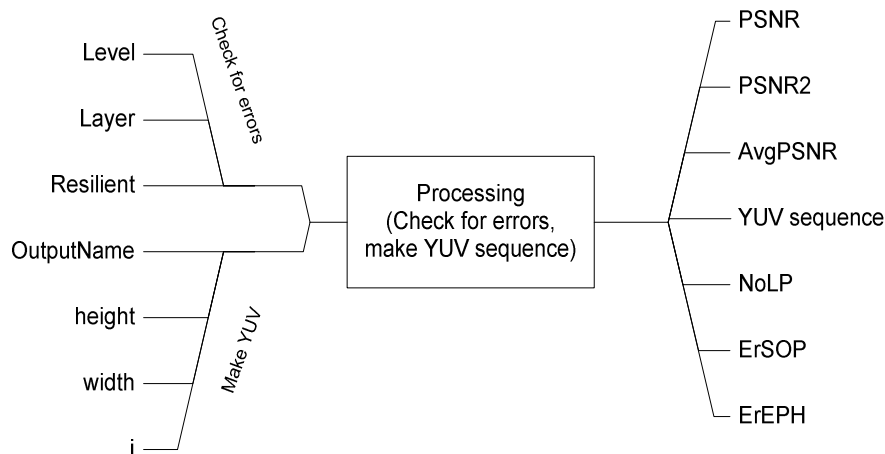 Level
Layer
Resilient
OutputName
height
width
i
Check for errors
Make YUV
Processing
(Check for errors,
make YUV sequence)
PSNR
PSNR2
AvgPSNR
YUV sequence
NoLP
ErSOP
ErEPH